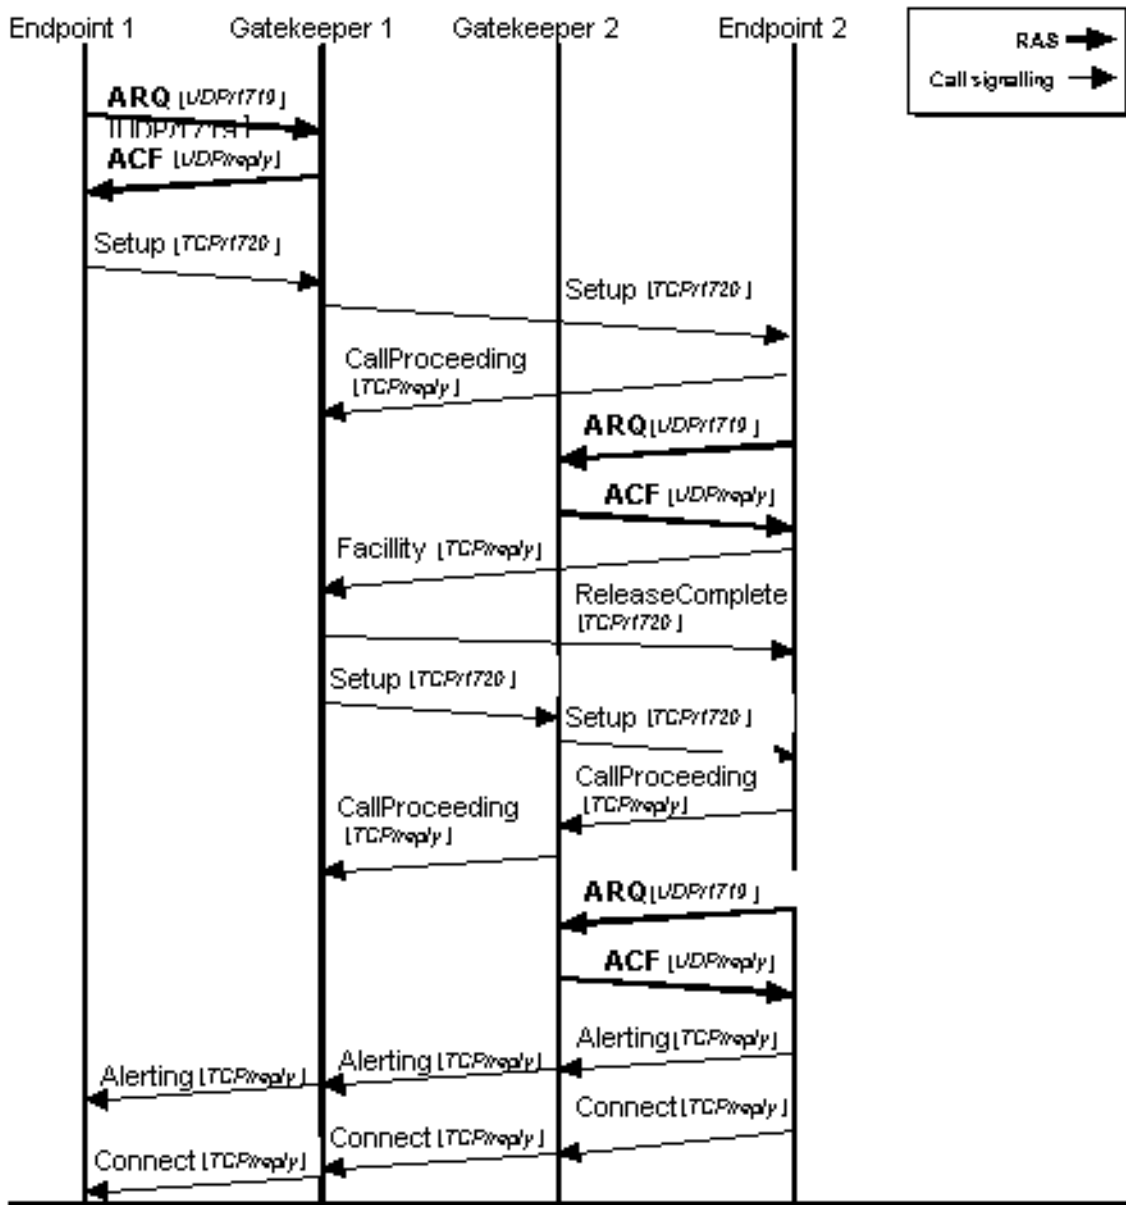 Endpoint 1 Gatekeeper 1 Gatekeeper 2 Endpoint 2
RAS
Call signalling
ARQ [UDP/1719]
[UDP/1719]
ACF [UDP/reply]
Setup [TCP/1720]
Setup [TCP/1720]
CallProceeding
[TCP/reply]
ARQ [UDP/1719]
ACF [UDP/reply]
Facillity [TCP/reply]
ReleaseComplete
[TCP/1720]
Setup [TCP/1720]
Setup [TCP/1720]
CallProceeding
[TCP/reply]
CallProceeding
[TCP/reply]
ARQ [UDP/1719]
ACF [UDP/reply]
Alerting [TCP/reply]
Alerting [TCP/reply]
Alerting [TCP/reply]
Connect [TCP/reply]
Connect [TCP/reply]
Connect [TCP/reply]